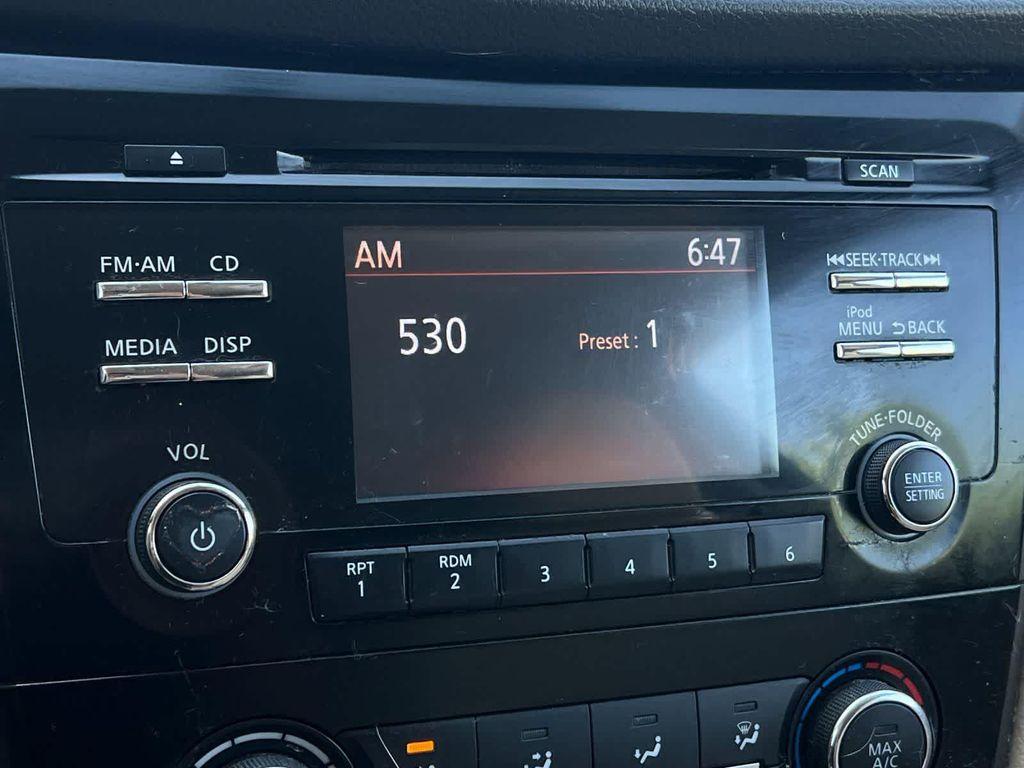 SCAN
FM·AM CD
AM 6:47
⏮SEEK·TRACK⏭
530
Preset: 1
iPod
MENU ⮌BACK
MEDIA DISP
VOL
TUNE·FOLDER
ENTER
SETTING
RPT
1
RDM
2
3
4
5
6
MAX
A/C